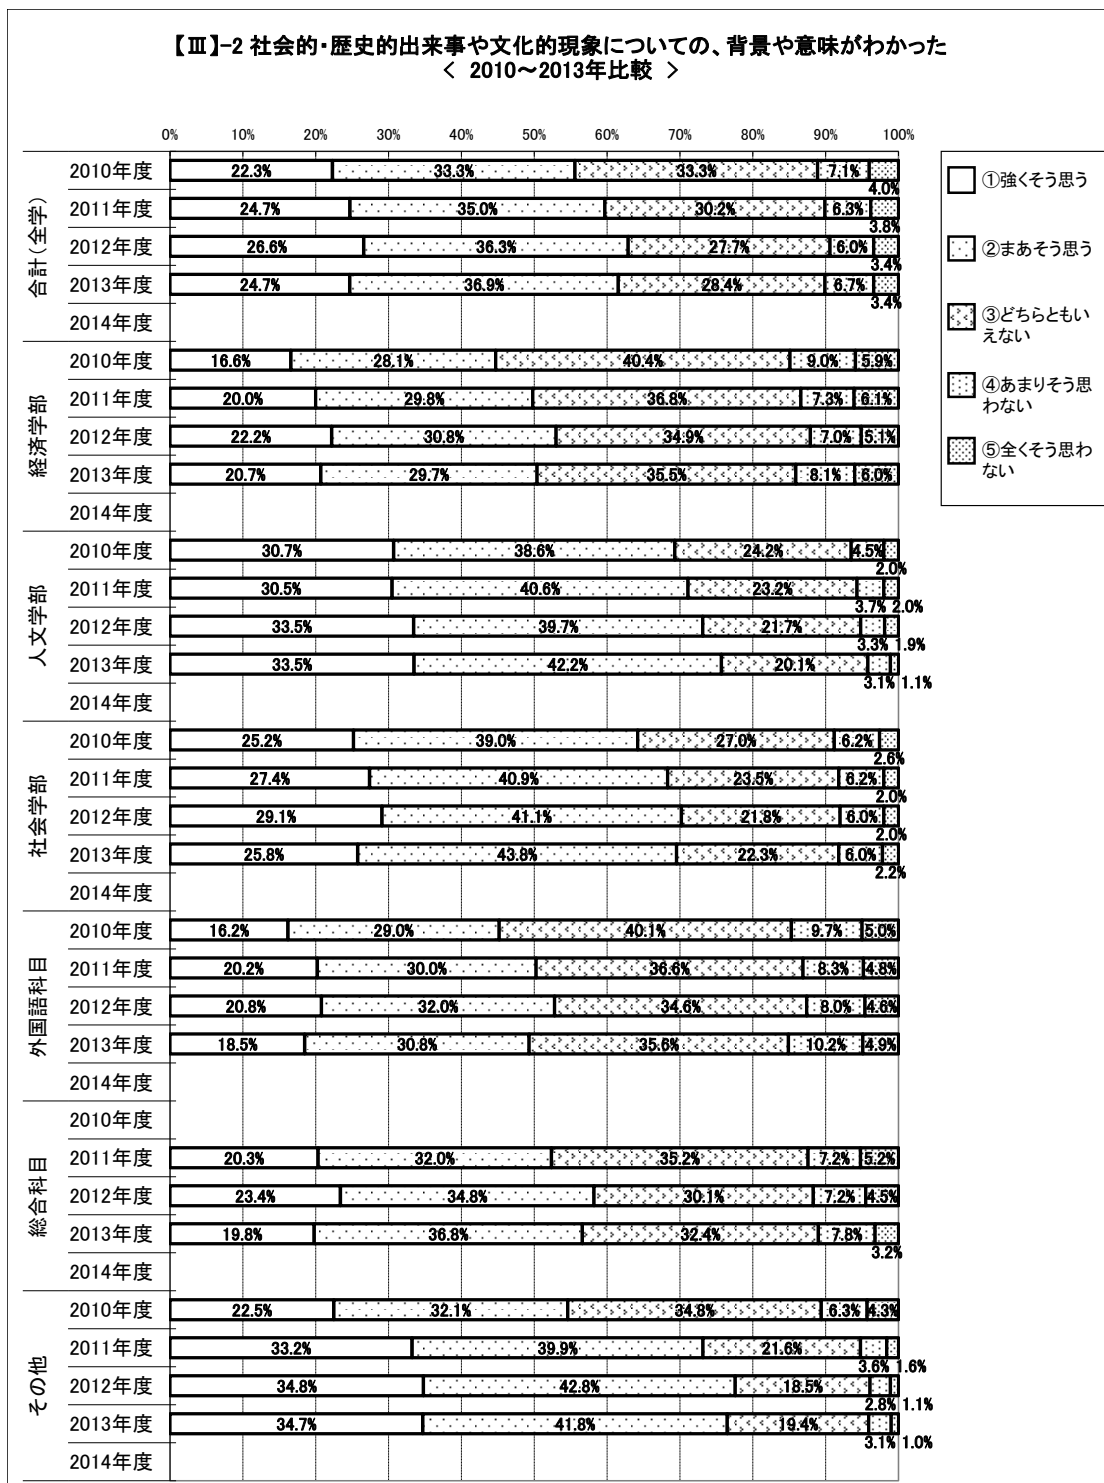 【Ⅲ】-2 社会的・歴史的出来事や文化的現象についての、背景や意味がわかった
＜ 2010～2013年比較 ＞
0% 10% 20% 30% 40% 50% 60% 70% 80% 90% 100%
合計(全学)
2010年度 22.3% 33.3% 33.3% 7.1% 4.0%
2011年度 24.7% 35.0% 30.2% 6.3% 3.8%
2012年度 26.6% 36.3% 27.7% 6.0% 3.4%
2013年度 24.7% 36.9% 28.4% 6.7% 3.4%
2014年度
経済学部
2010年度 16.6% 28.1% 40.4% 9.0% 5.9%
2011年度 20.0% 29.8% 36.8% 7.3% 6.1%
2012年度 22.2% 30.8% 34.9% 7.0% 5.1%
2013年度 20.7% 29.7% 35.5% 8.1% 6.0%
2014年度
人文学部
2010年度 30.7% 38.6% 24.2% 4.5% 2.0%
2011年度 30.5% 40.6% 23.2% 3.7% 2.0%
2012年度 33.5% 39.7% 21.7% 3.3% 1.9%
2013年度 33.5% 42.2% 20.1% 3.1% 1.1%
2014年度
社会学部
2010年度 25.2% 39.0% 27.0% 6.2% 2.6%
2011年度 27.4% 40.9% 23.5% 6.2% 2.0%
2012年度 29.1% 41.1% 21.8% 6.0% 2.0%
2013年度 25.8% 43.8% 22.3% 6.0% 2.2%
2014年度
外国語科目
2010年度 16.2% 29.0% 40.1% 9.7% 5.0%
2011年度 20.2% 30.0% 36.6% 8.3% 4.8%
2012年度 20.8% 32.0% 34.6% 8.0% 4.6%
2013年度 18.5% 30.8% 35.6% 10.2% 4.9%
2014年度
総合科目
2010年度
2011年度 20.3% 32.0% 35.2% 7.2% 5.2%
2012年度 23.4% 34.8% 30.1% 7.2% 4.5%
2013年度 19.8% 36.8% 32.4% 7.8% 3.2%
2014年度
その他
2010年度 22.5% 32.1% 34.8% 6.3% 4.3%
2011年度 33.2% 39.9% 21.6% 3.6% 1.6%
2012年度 34.8% 42.8% 18.5% 2.8% 1.1%
2013年度 34.7% 41.8% 19.4% 3.1% 1.0%
2014年度
①強くそう思う
②まあそう思う
③どちらともい
えない
④あまりそう思
わない
⑤全くそう思わ
ない